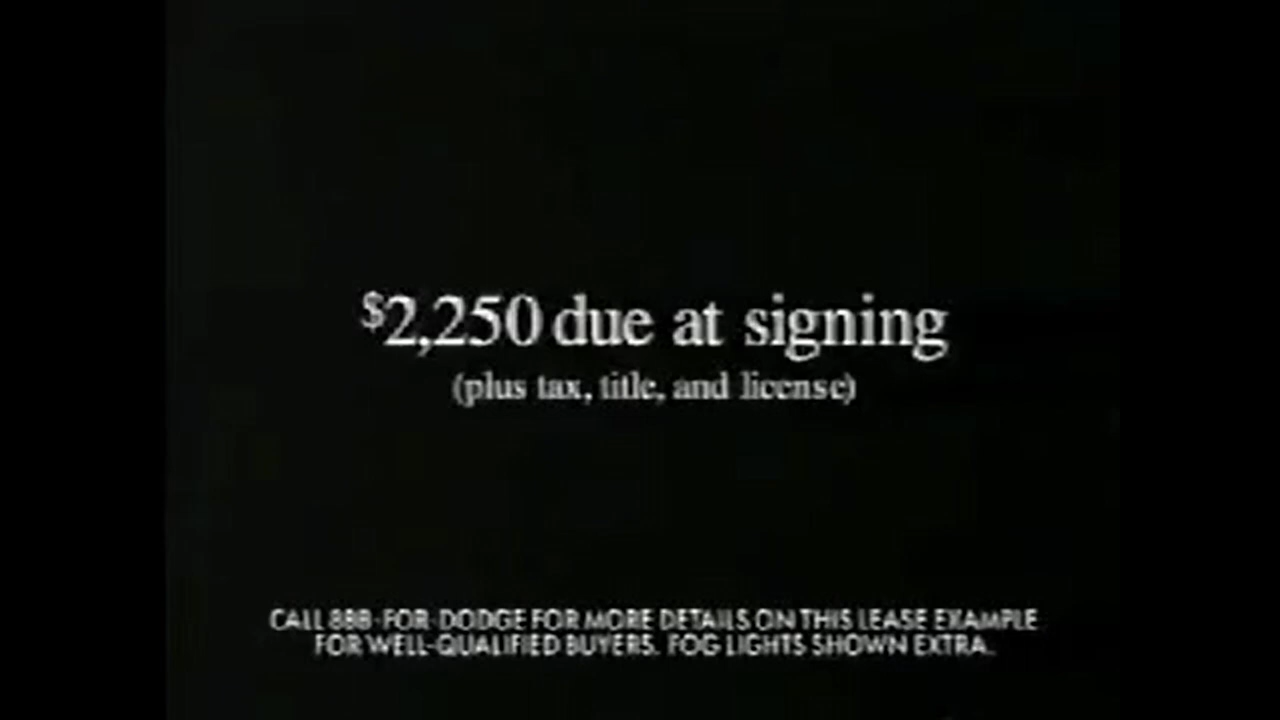 $2,250 due at signing
(plus tax, title, and license)
CALL 888-FOR-DODGE FOR MORE DETAILS ON THIS LEASE EXAMPLE
FOR WELL-QUALIFIED BUYERS. FOG LIGHTS SHOWN EXTRA.